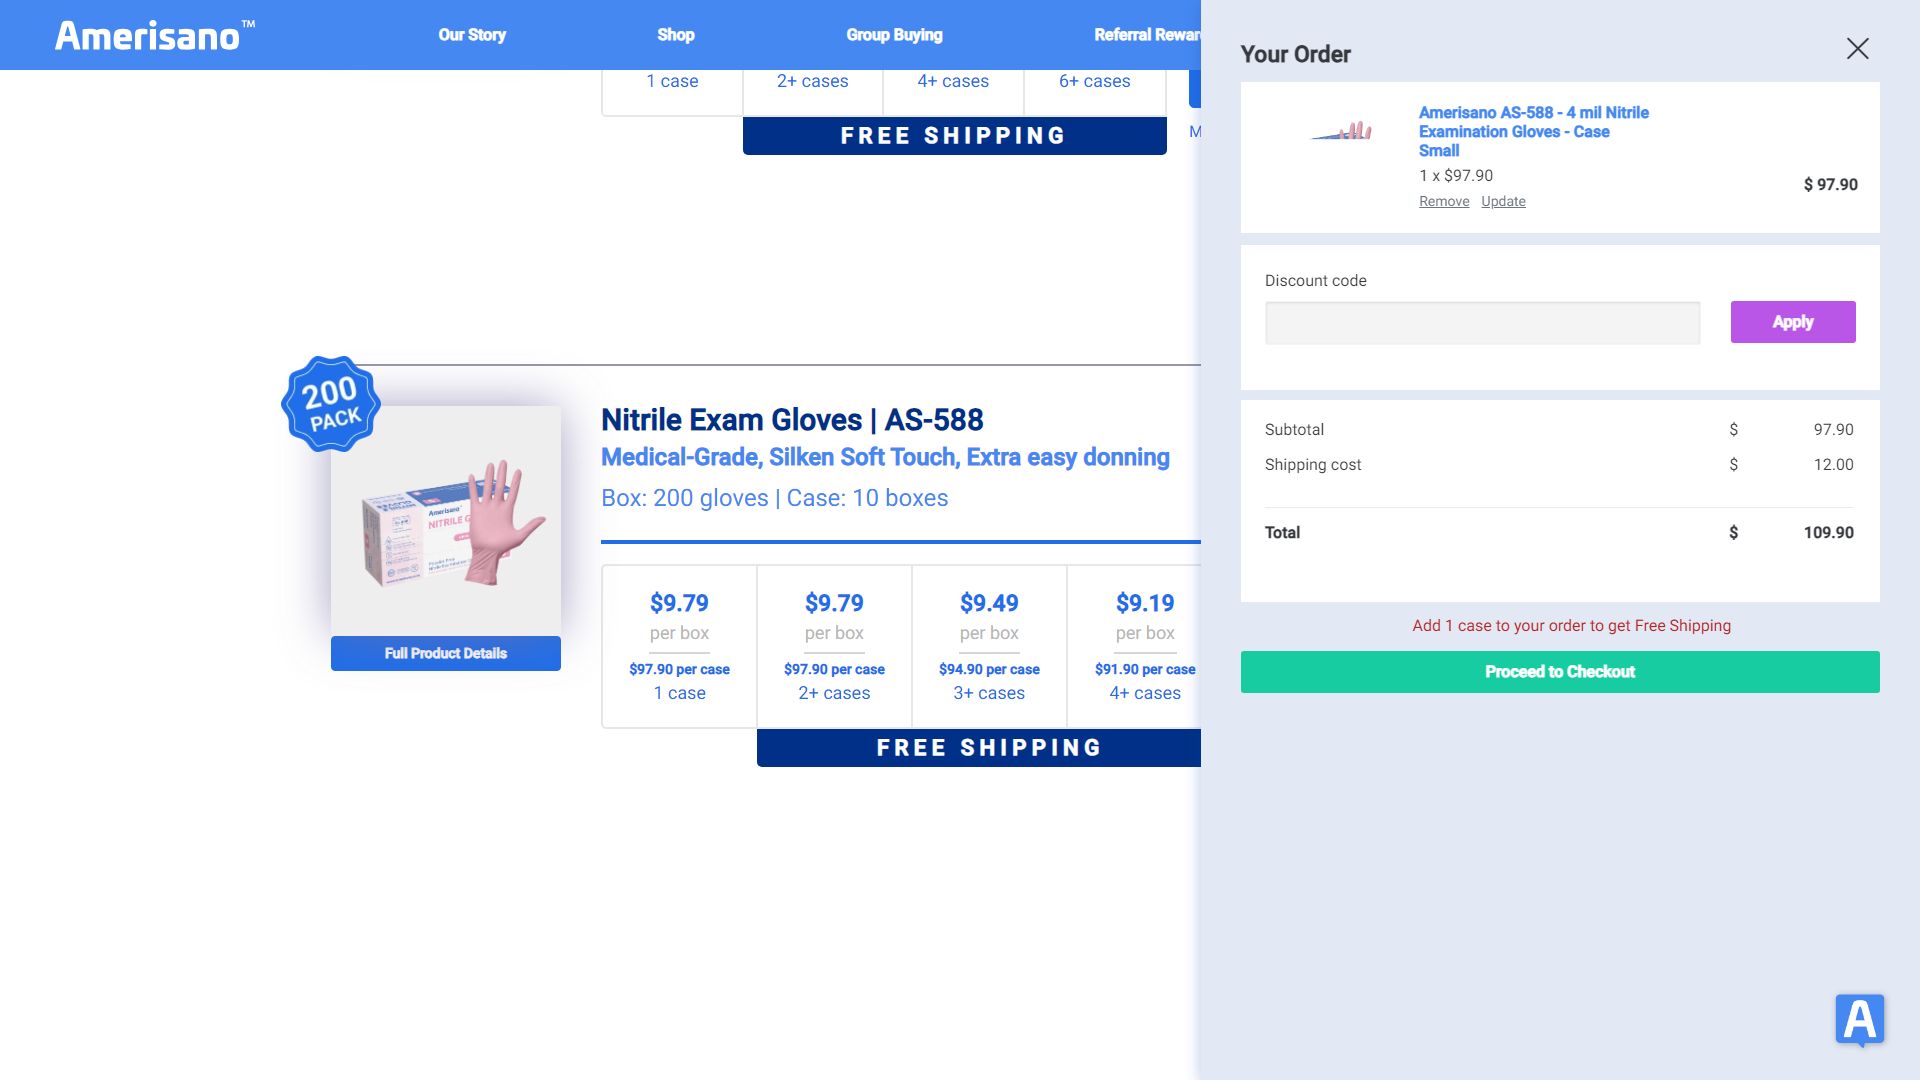 Amerisano™
Our Story
Shop
Group Buying
1 case
2+ cases
4+ cases
6+ cases
FREE SHIPPING
200
PACK
Full Product Details
Nitrile Exam Gloves | AS-588
Medical-Grade, Silken Soft Touch, Extra easy donning
Box: 200 gloves | Case: 10 boxes
$9.79
per box
$97.90 per case
1 case
$9.79
per box
$97.90 per case
2+ cases
$9.49
per box
$94.90 per case
3+ cases
$9.19
per box
$91.90 per case
4+ cases
FREE SHIPPING
Your Order
Amerisano AS-588 - 4 mil Nitrile
Examination Gloves - Case
Small
1 x $97.90
Remove Update
$ 97.90
Discount code
Apply
Subtotal $ 97.90
Shipping cost $ 12.00
Total $ 109.90
Add 1 case to your order to get Free Shipping
Proceed to Checkout
A